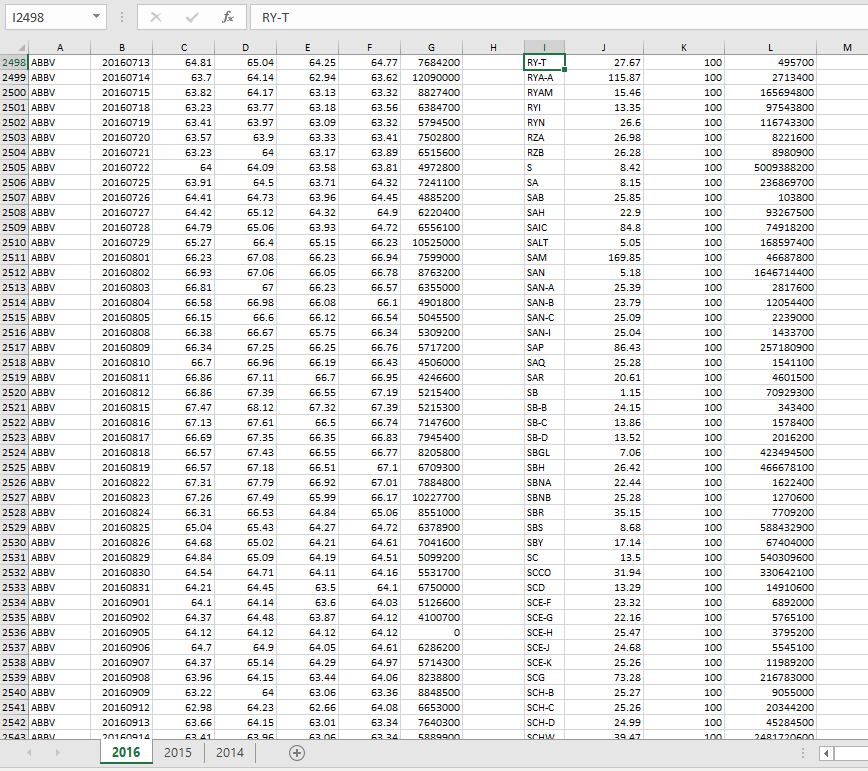 I2498 RY-T
A B C D E F G H I J K L M
2498 ABBV 20160713 64.81 65.04 64.25 64.77 7684200 RY-T 27.67 100 495700
2499 ABBV 20160714 63.7 64.14 62.94 63.62 12090000 RYA-A 115.87 100 2713400
2500 ABBV 20160715 63.82 64.17 63.13 63.32 8827400 RYAM 15.46 100 165694800
2501 ABBV 20160718 63.23 63.77 63.18 63.56 6384700 RYI 13.35 100 97543800
2502 ABBV 20160719 63.41 63.97 63.09 63.32 5794500 RYN 26.6 100 116743300
2503 ABBV 20160720 63.57 63.9 63.33 63.41 7502800 RZA 26.98 100 8221600
2504 ABBV 20160721 63.23 64 63.17 63.89 6515600 RZB 26.28 100 8980900
2505 ABBV 20160722 64 64.09 63.58 63.81 4972800 S 8.42 100 5009388200
2506 ABBV 20160725 63.91 64.5 63.71 64.32 7241100 SA 8.15 100 236869700
2507 ABBV 20160726 64.41 64.73 63.96 64.45 4885200 SAB 25.85 100 103800
2508 ABBV 20160727 64.42 65.12 64.32 64.9 6220400 SAH 22.9 100 93267500
2509 ABBV 20160728 64.79 65.06 63.93 64.72 6556100 SAIC 84.8 100 74918200
2510 ABBV 20160729 65.27 66.4 65.15 66.23 10525000 SALT 5.05 100 168597400
2511 ABBV 20160801 66.23 67.08 66.23 66.94 7599000 SAM 169.85 100 46687800
2512 ABBV 20160802 66.93 67.06 66.05 66.78 8763200 SAN 5.18 100 1646714400
2513 ABBV 20160803 66.81 67 66.23 66.57 6355000 SAN-A 25.39 100 2817600
2514 ABBV 20160804 66.58 66.98 66.08 66.1 4901800 SAN-B 23.79 100 12054400
2515 ABBV 20160805 66.15 66.6 66.12 66.54 5045500 SAN-C 25.09 100 2239000
2516 ABBV 20160808 66.38 66.67 65.75 66.34 5309200 SAN-I 25.04 100 1433700
2517 ABBV 20160809 66.34 67.25 66.25 66.76 5717200 SAP 86.43 100 257180900
2518 ABBV 20160810 66.7 66.96 66.19 66.43 4506000 SAQ 25.28 100 1541100
2519 ABBV 20160811 66.86 67.11 66.7 66.95 4246600 SAR 20.61 100 4601500
2520 ABBV 20160812 66.86 67.39 66.55 67.19 5215400 SB 1.15 100 70929300
2521 ABBV 20160815 67.47 68.12 67.32 67.39 5215300 SB-B 24.15 100 343400
2522 ABBV 20160816 67.13 67.61 66.5 66.74 7147600 SB-C 13.86 100 1578400
2523 ABBV 20160817 66.69 67.35 66.35 66.83 7945400 SB-D 13.52 100 2016200
2524 ABBV 20160818 66.57 67.43 66.55 66.77 8205800 SBGL 7.06 100 423494500
2525 ABBV 20160819 66.57 67.18 66.51 67.1 6709300 SBH 26.42 100 466678100
2526 ABBV 20160822 67.31 67.79 66.92 67.01 7884800 SBNA 22.44 100 1622400
2527 ABBV 20160823 67.26 67.49 65.99 66.17 10227700 SBNB 25.28 100 1270600
2528 ABBV 20160824 66.31 66.53 64.84 65.06 8551000 SBR 35.15 100 7709200
2529 ABBV 20160825 65.04 65.43 64.27 64.72 6378900 SBS 8.68 100 588432900
2530 ABBV 20160826 64.68 65.02 64.21 64.61 7041600 SBY 17.14 100 67404000
2531 ABBV 20160829 64.84 65.09 64.19 64.51 5099200 SC 13.5 100 540309600
2532 ABBV 20160830 64.54 64.71 64.11 64.16 5531700 SCCO 31.94 100 330642100
2533 ABBV 20160831 64.21 64.45 63.5 64.1 6750000 SCD 13.29 100 14910600
2534 ABBV 20160901 64.1 64.14 63.6 64.03 5126600 SCE-F 23.32 100 6892000
2535 ABBV 20160902 64.37 64.48 63.87 64.12 4100700 SCE-G 22.16 100 5765100
2536 ABBV 20160905 64.12 64.12 64.12 64.12 0 SCE-H 25.47 100 3795200
2537 ABBV 20160906 64.7 64.9 64.05 64.61 6286200 SCE-J 24.68 100 5545100
2538 ABBV 20160907 64.37 65.14 64.29 64.97 5714300 SCE-K 25.26 100 11989200
2539 ABBV 20160908 63.96 64.15 63.44 64.06 8238800 SCG 73.28 100 216783000
2540 ABBV 20160909 63.22 64 63.06 63.36 8848500 SCH-B 25.27 100 9055000
2541 ABBV 20160912 62.98 64.23 62.66 64.08 6653000 SCH-C 25.26 100 20344200
2542 ABBV 20160913 63.66 64.15 63.01 63.34 7640300 SCH-D 24.99 100 45284500
2543 ABBV 20160914 63.41 63.96 63.06 63.34 5889900 SCHW 39.47 100 2481720600
2016 2015 2014